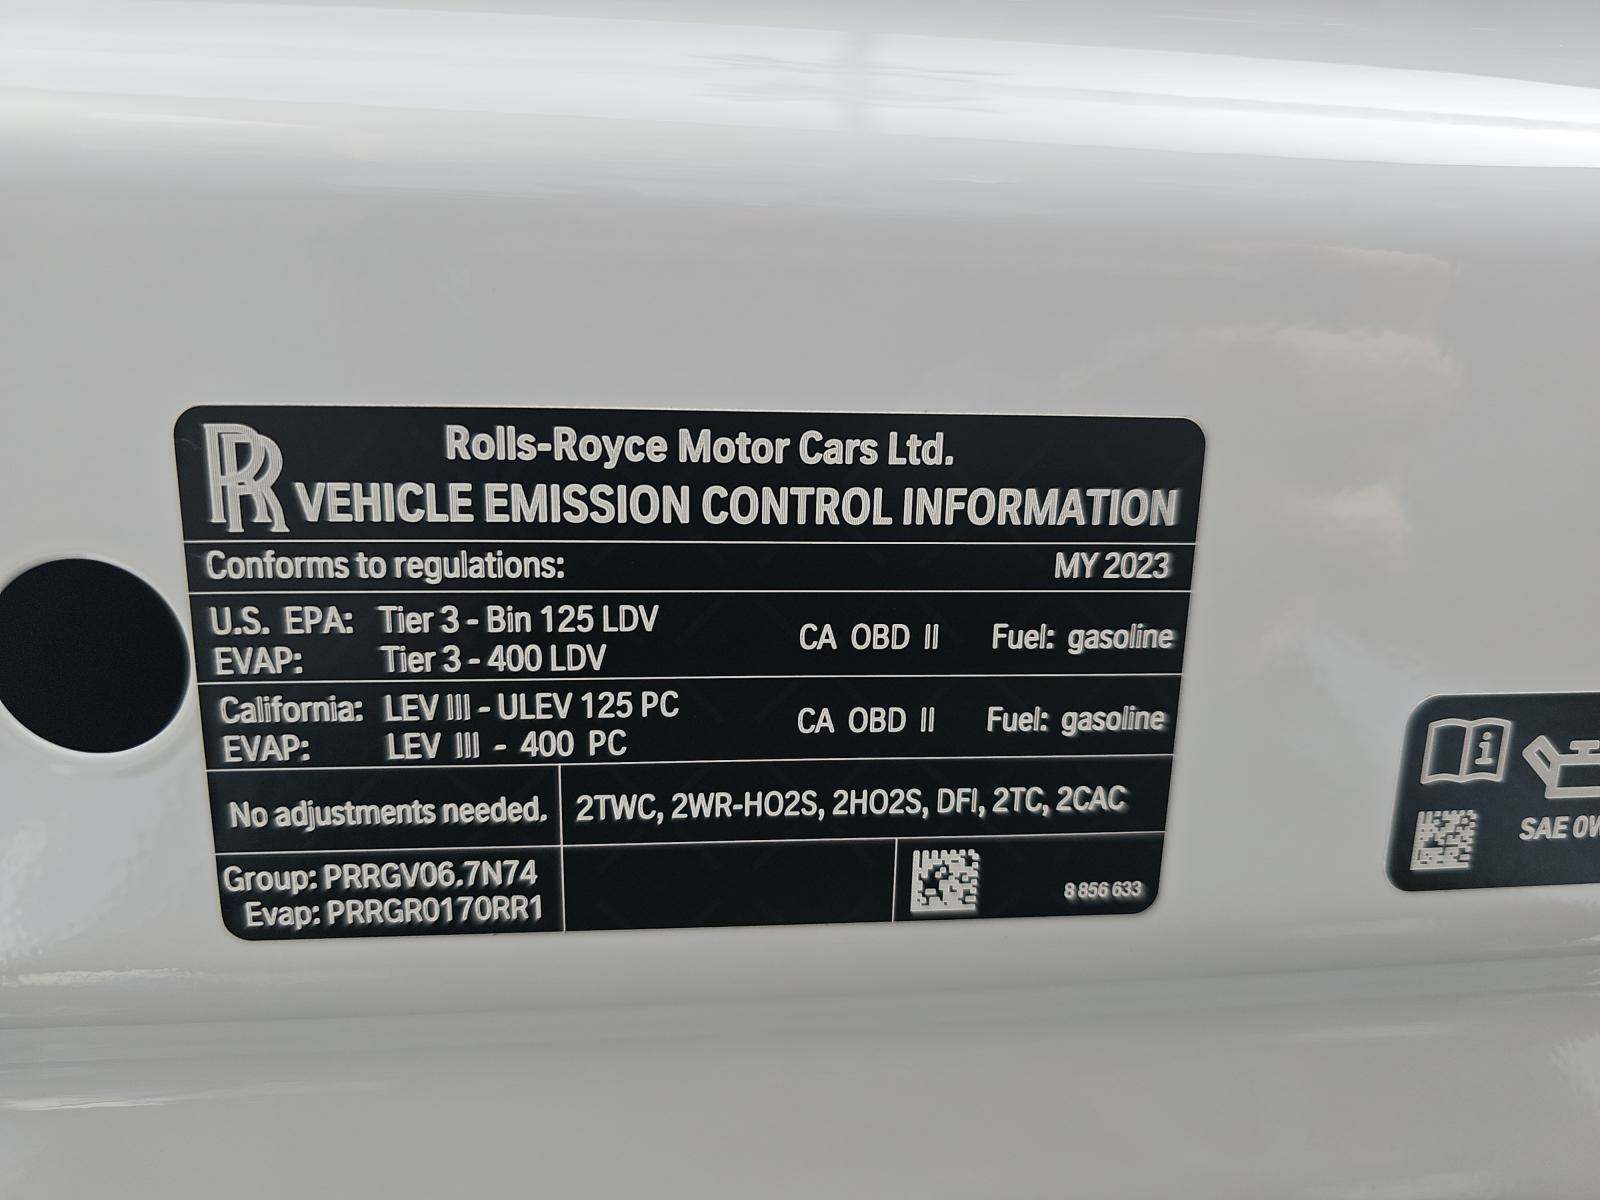 RR
Rolls-Royce Motor Cars Ltd.
VEHICLE EMISSION CONTROL INFORMATION
Conforms to regulations: MY 2023
U.S. EPA: Tier 3 - Bin 125 LDV
EVAP: Tier 3 - 400 LDV
CA OBD II Fuel: gasoline
California: LEV III - ULEV 125 PC
EVAP: LEV III - 400 PC
CA OBD II Fuel: gasoline
No adjustments needed. 2TWC, 2WR-HO2S, 2HO2S, DFI, 2TC, 2CAC
Group: PRRGV06.7N74
Evap: PRRGR0170RR1
8 856 633
i
SAE 0W